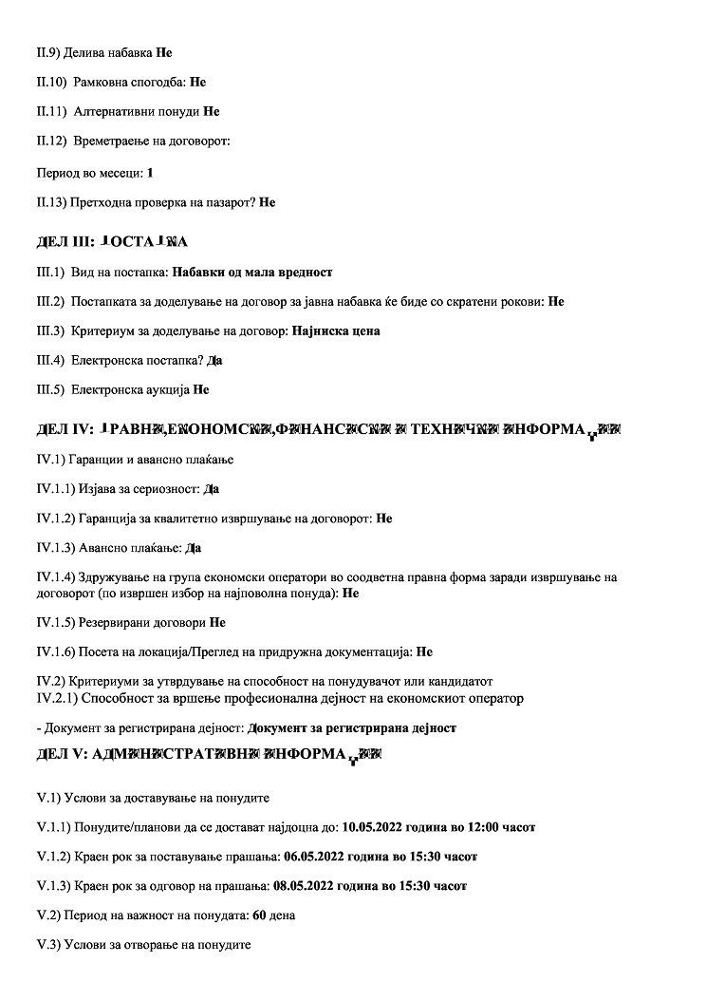 II.9) Делива набавка Не
II.10) Рамковна спогодба: Не
II.11) Алтернативни понуди Не
II.12) Времетраење на договорот:
Период во месеци: 1
II.13) Претходна проверка на пазарот? Не
ДЕЛ III: ПОСТАПКА
III.1) Вид на постапка: Набавки од мала вредност
III.2) Постапката за доделување на договор за јавна набавка ќе биде со скратени рокови: Не
III.3) Критериум за доделување на договор: Најниска цена
III.4) Електронска постапка? Да
III.5) Електронска аукција Не
ДЕЛ IV: ПРАВНИ,ЕКОНОМСКИ,ФИНАНСИСКИ И ТЕХНИЧКИ ИНФОРМАЦИИ
IV.1) Гаранции и авансно плаќање
IV.1.1) Изјава за сериозност: Да
IV.1.2) Гаранција за квалитетно извршување на договорот: Не
IV.1.3) Авансно плаќање: Да
IV.1.4) Здружување на група економски оператори во соодветна правна форма заради извршување на
договорот (по извршен избор на најповолна понуда): Не
IV.1.5) Резервирани договори Не
IV.1.6) Посета на локација/Преглед на придружна документација: Не
IV.2) Критериуми за утврдување на способност на понудувачот или кандидатот
IV.2.1) Способност за вршење професионална дејност на економскиот оператор
- Документ за регистрирана дејност: Документ за регистрирана дејност
ДЕЛ V: АДМИНИСТРАТИВНИ ИНФОРМАЦИИ
V.1) Услови за доставување на понудите
V.1.1) Понудите/планови да се достават најдоцна до: 10.05.2022 година во 12:00 часот
V.1.2) Краен рок за поставување прашања: 06.05.2022 година во 15:30 часот
V.1.3) Краен рок за одговор на прашања: 08.05.2022 година во 15:30 часот
V.2) Период на важност на понудата: 60 дена
V.3) Услови за отворање на понудите